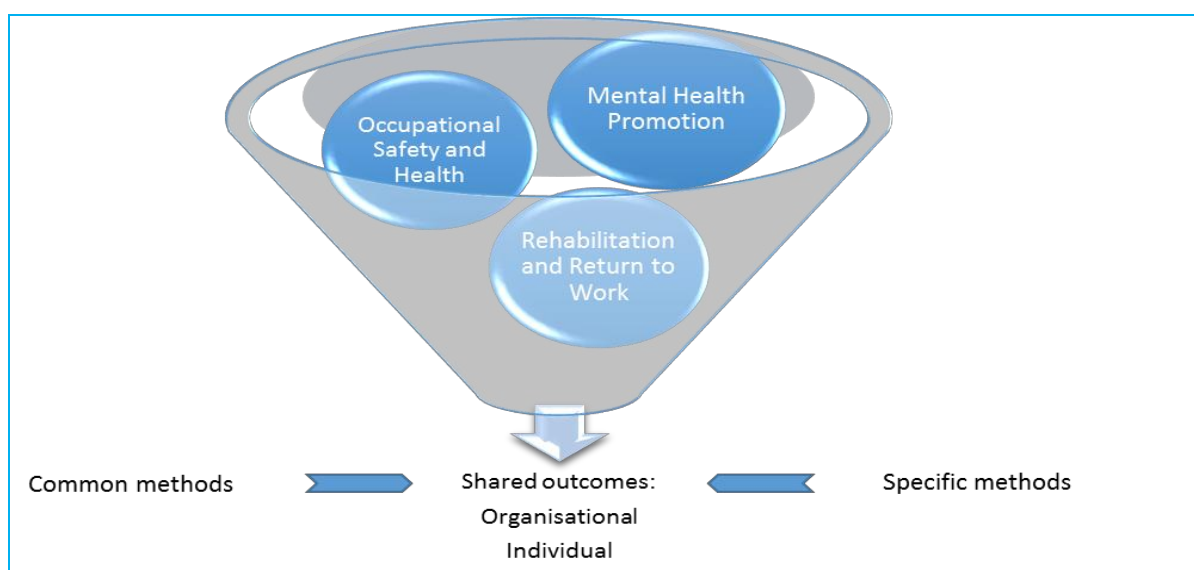 Mental Health
Promotion
Occupational
Safety and
Health
Rehabilitation
and Return to
Work
Common methods
Shared outcomes:
Organisational
Individual
Specific methods